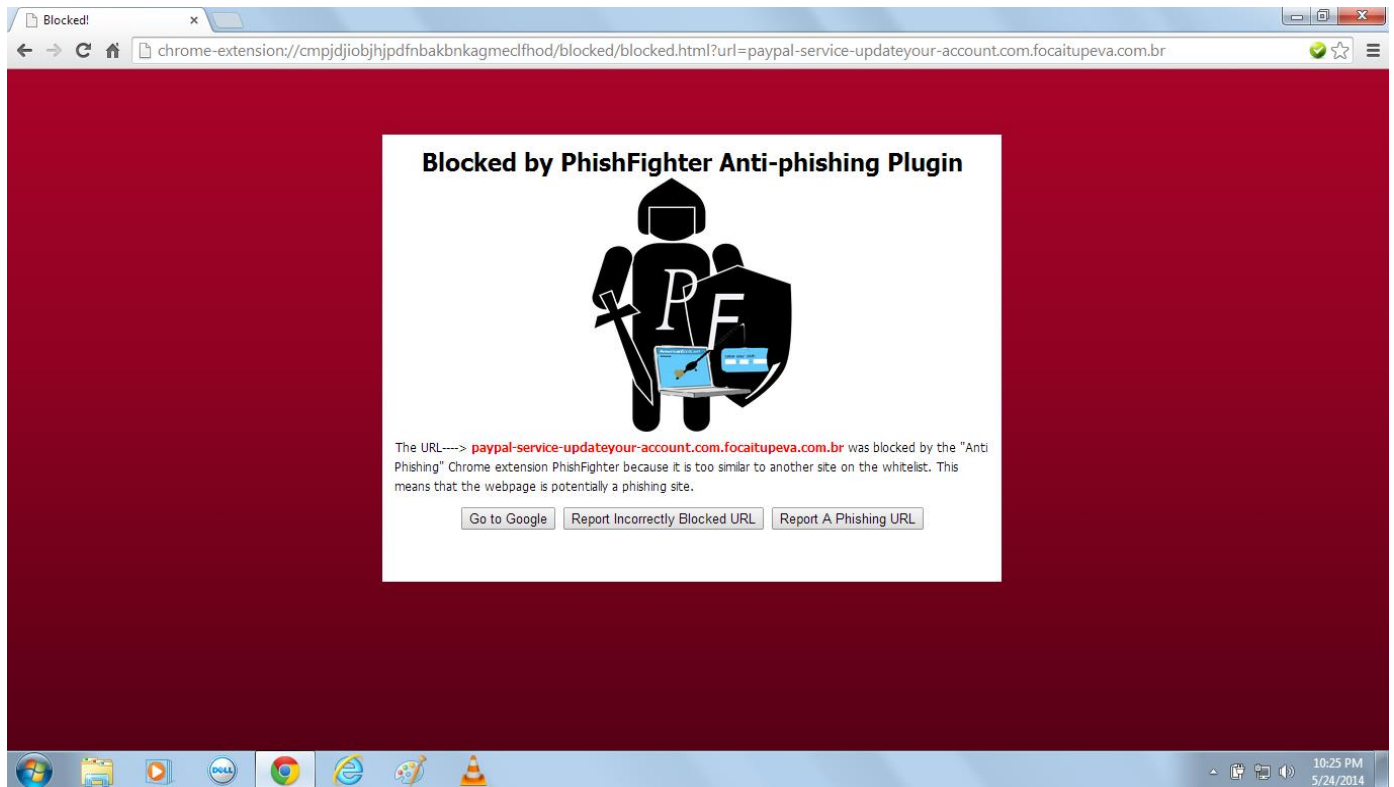 Blocked!
chrome-extension://cmpjdjiobjhjpdfnbakbnkagmeclfhod/blocked/blocked.html?url=paypal-service-updateyour-account.com.focaitupeva.com.br
Blocked by PhishFighter Anti-phishing Plugin
P
F
The URL----> paypal-service-updateyour-account.com.focaitupeva.com.br was blocked by the "Anti
Phishing" Chrome extension PhishFighter because it is too similar to another site on the whitelist. This
means that the webpage is potentially a phishing site.
Go to Google Report Incorrectly Blocked URL Report A Phishing URL
DELL
10:25 PM
5/24/2014